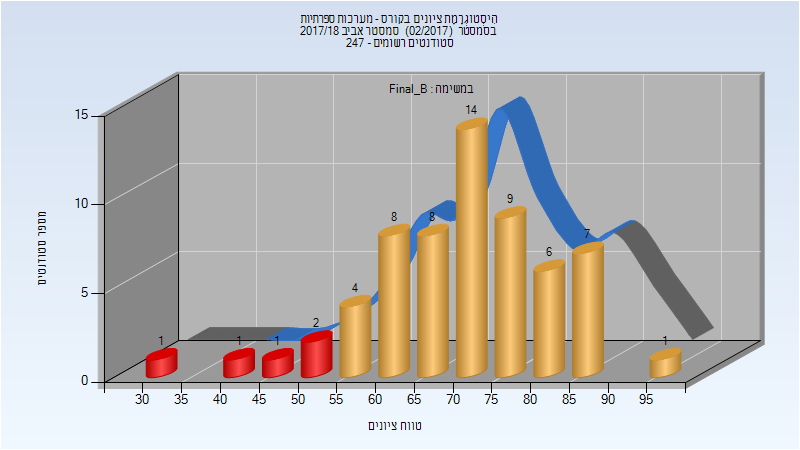 היסטוגרמת ציונים בקורס - מערכות ספרתיות
בסמסטר (02/2017) סמסטר אביב 2017/18
סטודנטים רשומים - 247
במשימה : Final_B
15
10
5
0
מספר סטודנטים
1
1
1
2
4
8
8
14
9
6
7
1
30 35 40 45 50 55 60 65 70 75 80 85 90 95
טווח ציונים